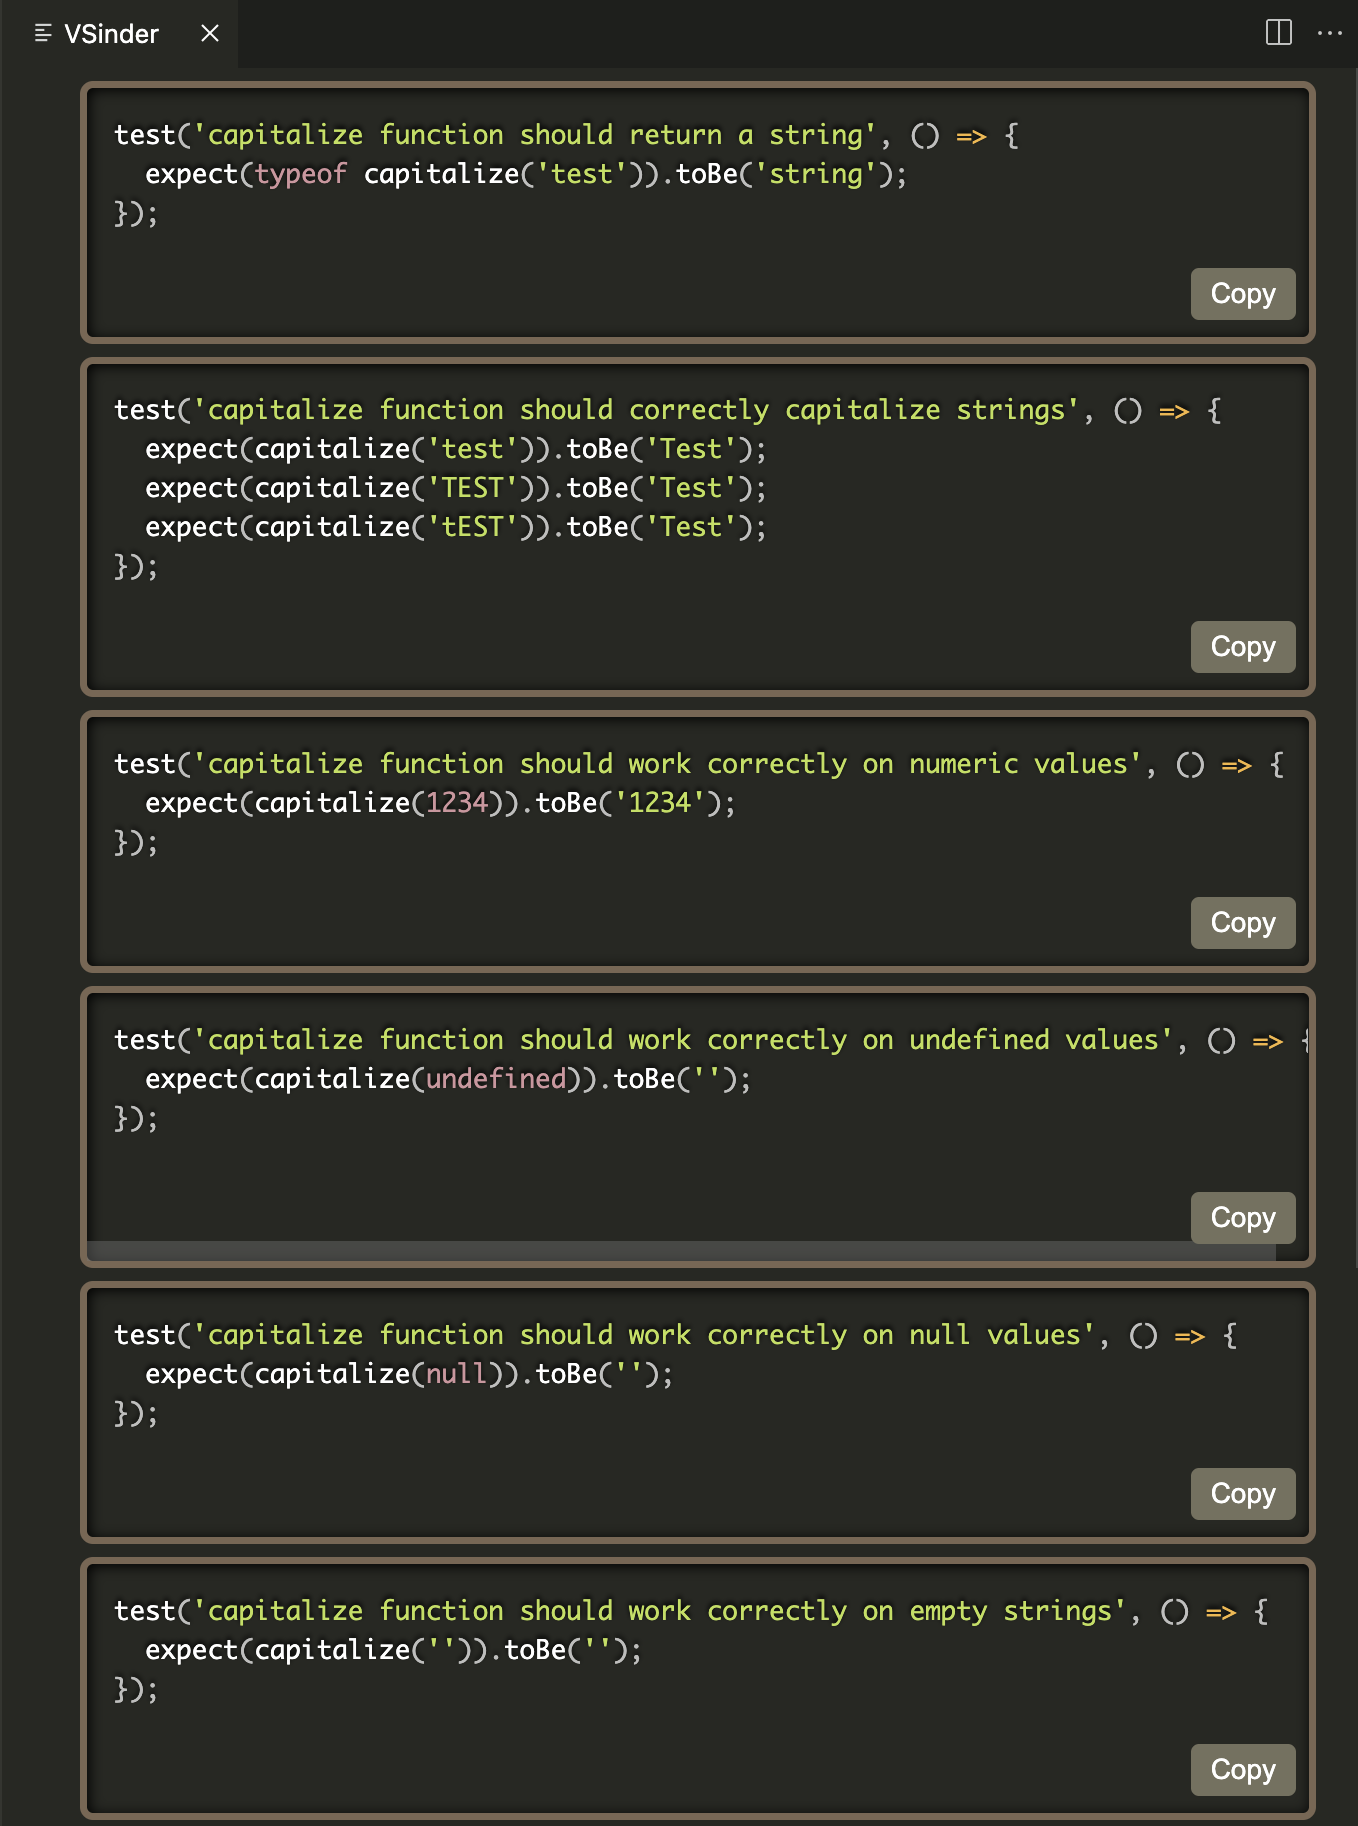 VSinder
test('capitalize function should return a string', () => {
  expect(typeof capitalize('test')).toBe('string');
});
Copy
test('capitalize function should correctly capitalize strings', () => {
  expect(capitalize('test')).toBe('Test');
  expect(capitalize('TEST')).toBe('Test');
  expect(capitalize('tEST')).toBe('Test');
});
Copy
test('capitalize function should work correctly on numeric values', () => {
  expect(capitalize(1234)).toBe('1234');
});
Copy
test('capitalize function should work correctly on undefined values', () => {
  expect(capitalize(undefined)).toBe('');
});
Copy
test('capitalize function should work correctly on null values', () => {
  expect(capitalize(null)).toBe('');
});
Copy
test('capitalize function should work correctly on empty strings', () => {
  expect(capitalize('')).toBe('');
});
Copy